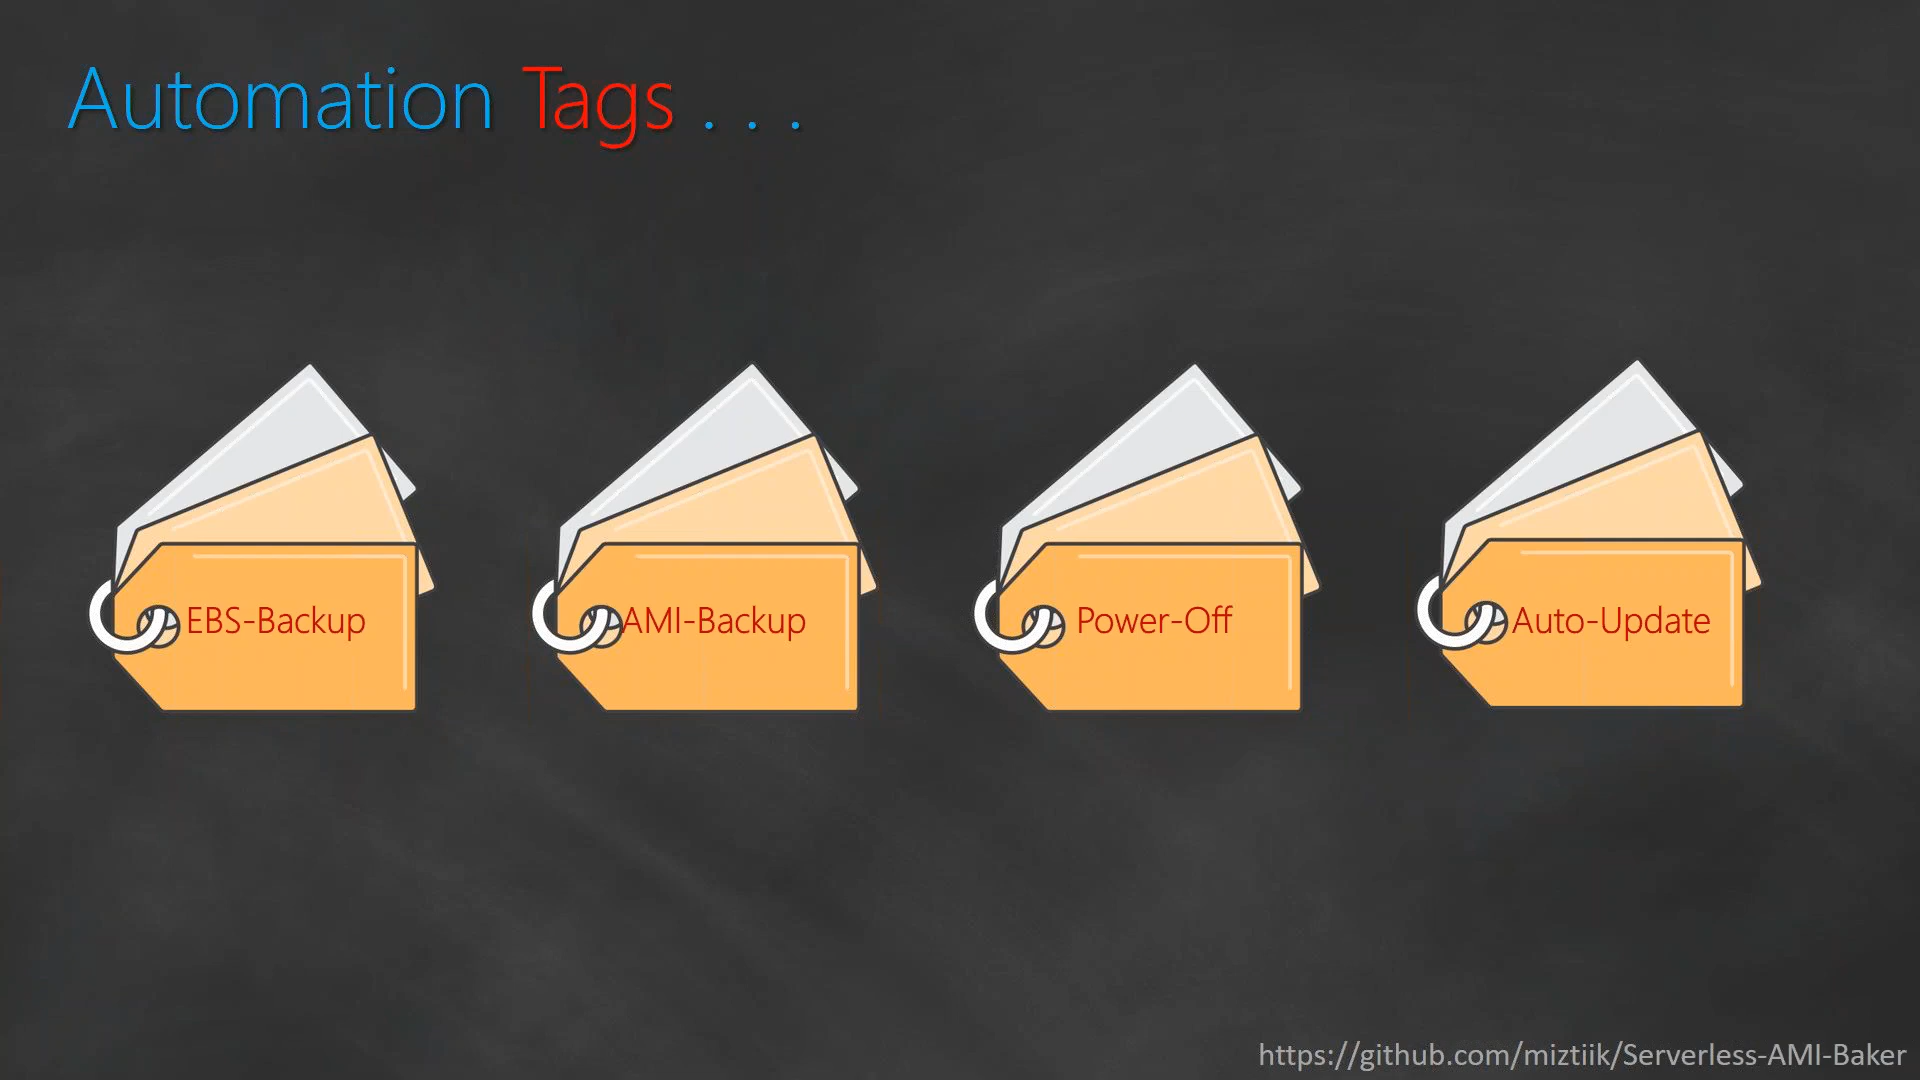 Automation Tags . . .
EBS-Backup
AMI-Backup
Power-Off
Auto-Update
https://github.com/miztiik/Serverless-AMI-Baker